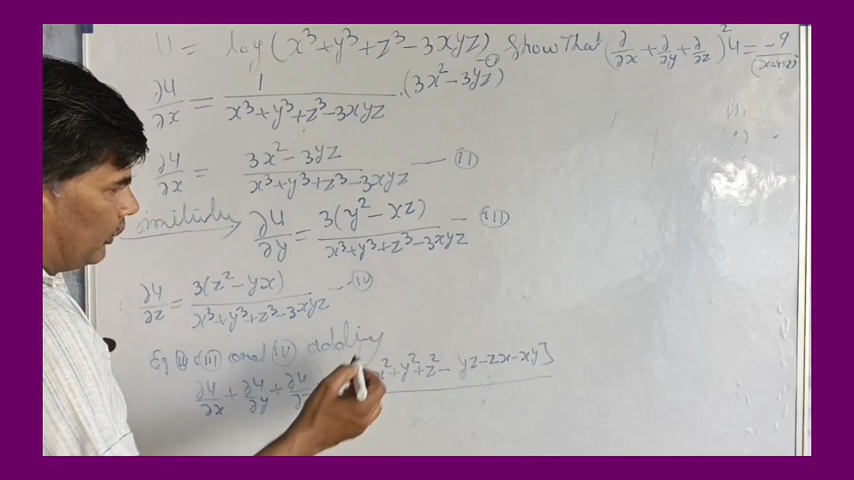 U = log(x³+y³+z³-3xyz) -① Show That (∂/∂x + ∂/∂y + ∂/∂z)² u = -9/(x+y+z)
∂u/∂x = 1/(x³+y³+z³-3xyz) . (3x²-3yz)
∂u/∂x = (3x²-3yz)/(x³+y³+z³-3xyz) — (ii)
∂u/∂y = 3(y²-xz)/(x³+y³+z³-3xyz) - (iii)
∂u/∂z = 3(z²-yx)/(x³+y³+z³-3xyz) - (iv)
Eq (ii) (iii) and (iv) adding
∂u/∂x + ∂u/∂y + ∂u/∂z x²+y²+z²- yz-zx-xy]